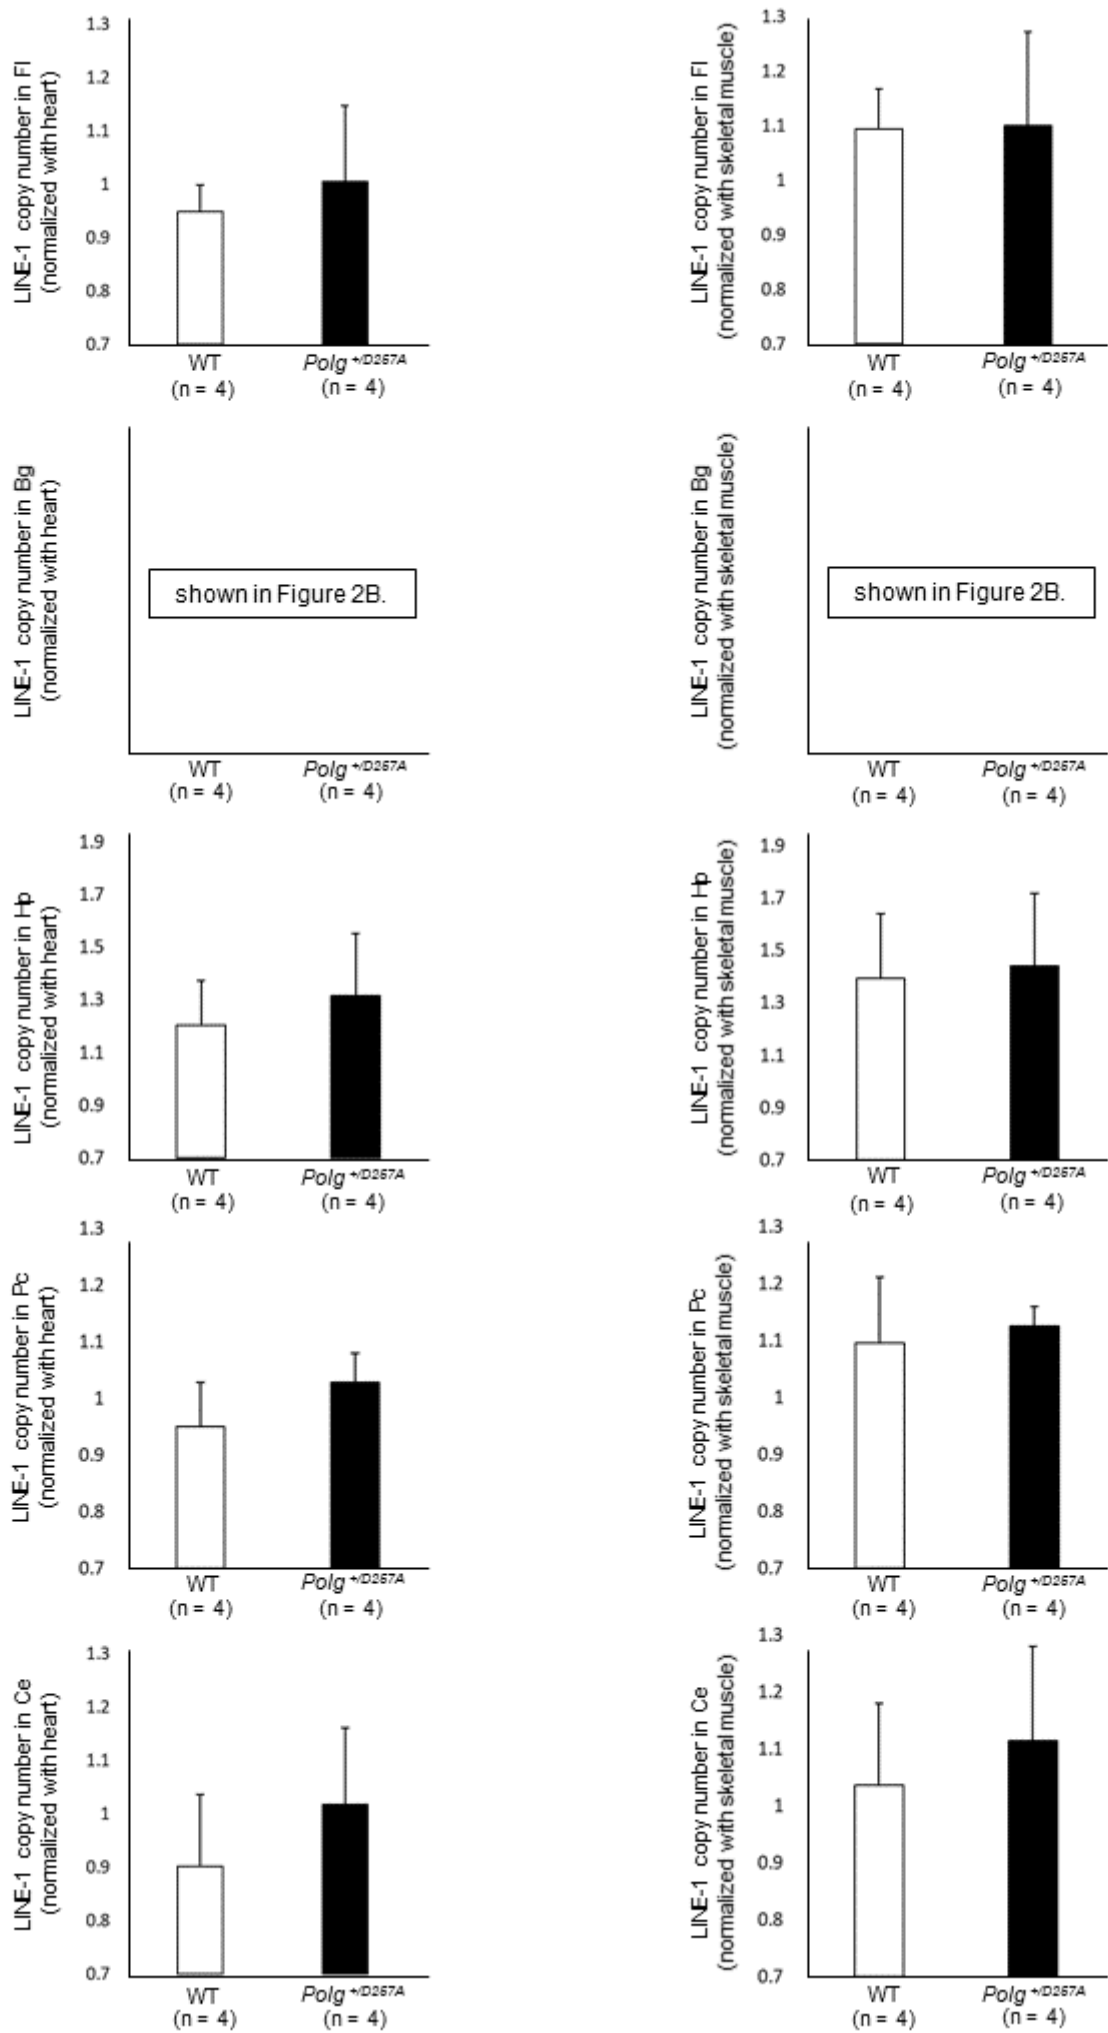 LINE-1 copy number in Fl
(normalized with heart)
1.3
1.2
1.1
1
0.9
0.8
0.7
WT
(n = 4)
Polg +/D257A
(n = 4)
LINE-1 copy number in Fl
(normalized with skeletal muscle)
1.3
1.2
1.1
1
0.9
0.8
0.7
WT
(n = 4)
Polg +/D257A
(n = 4)
LINE-1 copy number in Bg
(normalized with heart)
shown in Figure 2B.
WT
(n = 4)
Polg +/D257A
(n = 4)
LINE-1 copy number in Bg
(normalized with skeletal muscle)
shown in Figure 2B.
WT
(n = 4)
Polg +/D257A
(n = 4)
LINE-1 copy number in Hp
(normalized with heart)
1.9
1.7
1.5
1.3
1.1
0.9
0.7
WT
(n = 4)
Polg +/D257A
(n = 4)
LINE-1 copy number in Hp
(normalized with skeletal muscle)
1.9
1.7
1.5
1.3
1.1
0.9
0.7
WT
(n = 4)
Polg +/D257A
(n = 4)
LINE-1 copy number in Pc
(normalized with heart)
1.3
1.2
1.1
1
0.9
0.8
0.7
WT
(n = 4)
Polg +/D257A
(n = 4)
LINE-1 copy number in Pc
(normalized with skeletal muscle)
1.3
1.2
1.1
1
0.9
0.8
0.7
WT
(n = 4)
Polg +/D257A
(n = 4)
LINE-1 copy number in Ce
(normalized with heart)
1.3
1.2
1.1
1
0.9
0.8
0.7
WT
(n = 4)
Polg +/D257A
(n = 4)
LINE-1 copy number in Ce
(normalized with skeletal muscle)
1.3
1.2
1.1
1
0.9
0.8
0.7
WT
(n = 4)
Polg +/D257A
(n = 4)